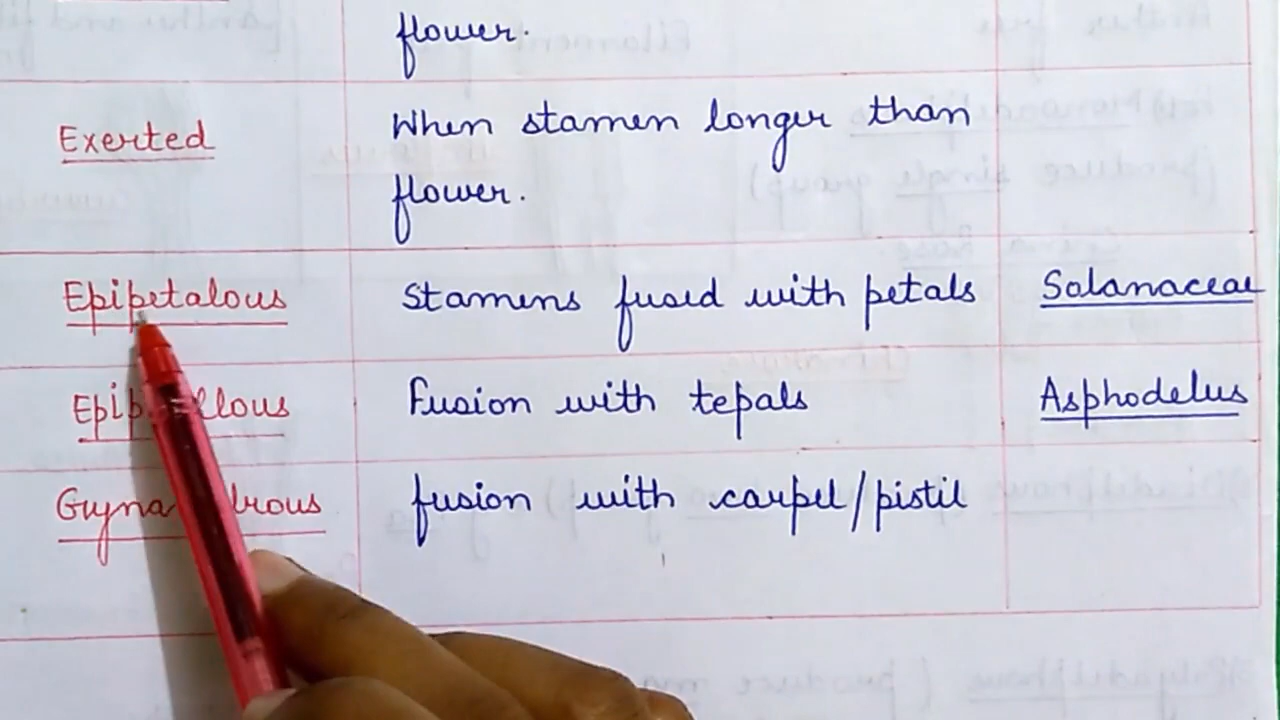 flower.
Exerted
When stamen longer than
flower.
Epipetalous
Stamens fused with petals
Salanaceae
Fusion with tepals
Asphodelus
fusion with carpel/pistil